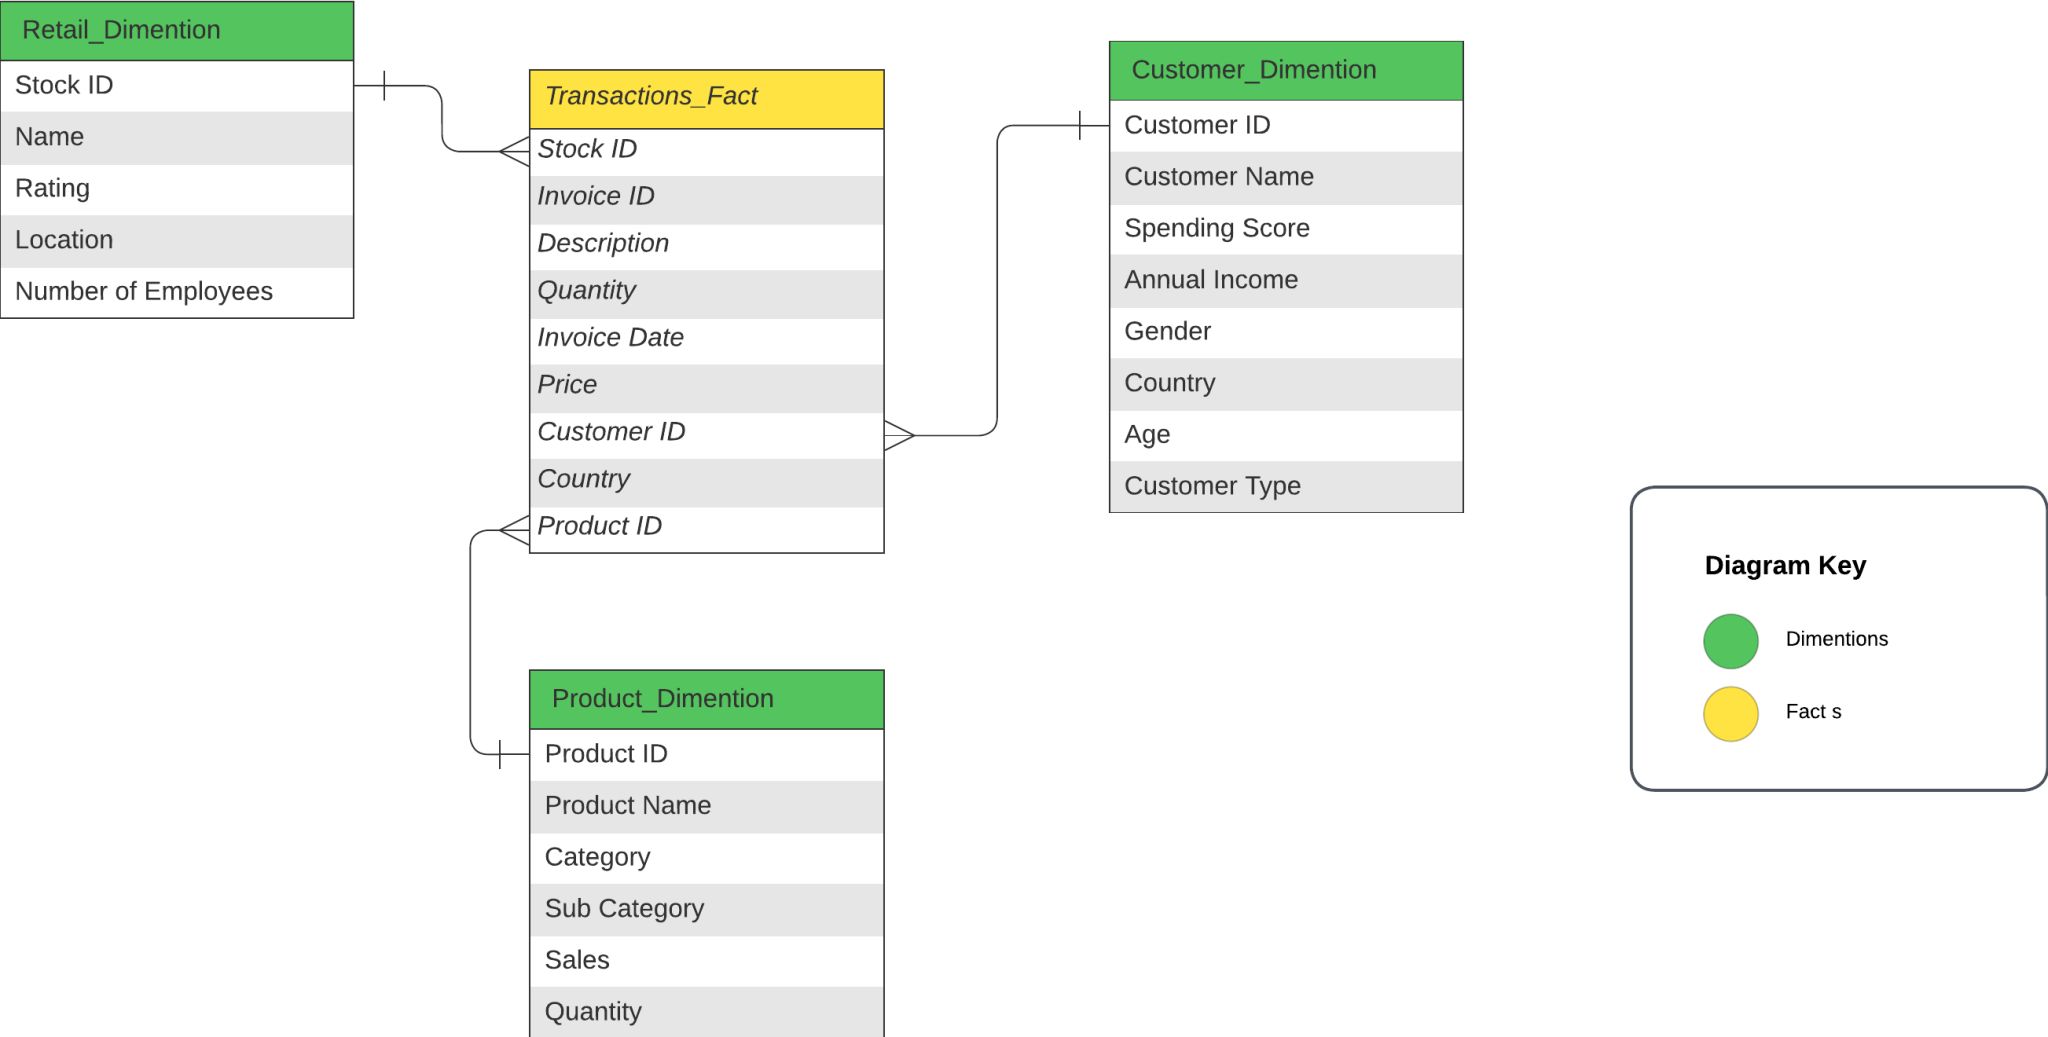 Retail_Dimention
Stock ID
Name
Rating
Location
Number of Employees
Transactions_Fact
Stock ID
Invoice ID
Description
Quantity
Invoice Date
Price
Customer ID
Country
Product ID
Customer_Dimention
Customer ID
Customer Name
Spending Score
Annual Income
Gender
Country
Age
Customer Type
Product_Dimention
Product ID
Product Name
Category
Sub Category
Sales
Quantity
Diagram Key
Dimentions
Fact s